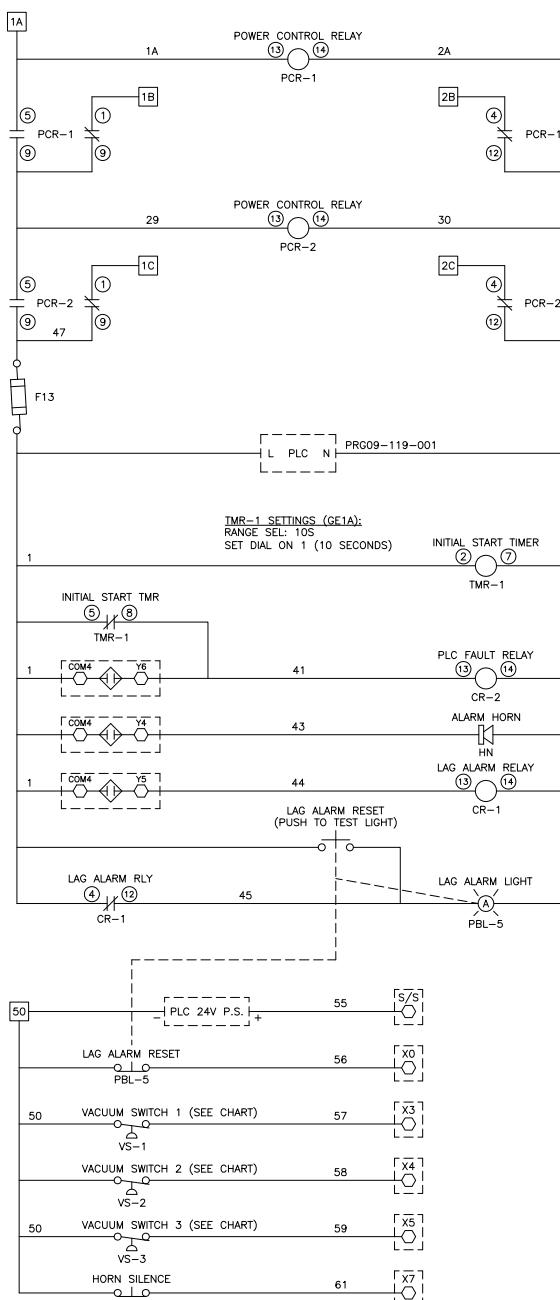 1A
POWER CONTROL RELAY
1A 13 14 2A
PCR-1
1B 2B
5 1 4
PCR-1 PCR-1
9 9 12
POWER CONTROL RELAY
29 13 14 30
PCR-2
1C 2C
5 1 4
PCR-2 PCR-2
9 9 12
47
F13
L PLC N PRG09-119-001
TMR-1 SETTINGS (GE1A):
RANGE SEL: 10S
SET DIAL ON 1 (10 SECONDS)
INITIAL START TIMER
1 2 7
TMR-1
INITIAL START TMR
5 8
TMR-1
PLC FAULT RELAY
1 COM4 Y6 41 13 14
CR-2
ALARM HORN
COM4 Y4 43
HN
LAG ALARM RELAY
1 COM4 Y5 44 13 14
CR-1
LAG ALARM RESET
(PUSH TO TEST LIGHT)
LAG ALARM RLY
4 12 45
CR-1
LAG ALARM LIGHT
A
PBL-5
50 - PLC 24V P.S. + 55 S/S
LAG ALARM RESET 56 X0
PBL-5
50 VACUUM SWITCH 1 (SEE CHART) 57 X3
VS-1
VACUUM SWITCH 2 (SEE CHART) 58 X4
VS-2
50 VACUUM SWITCH 3 (SEE CHART) 59 X5
VS-3
HORN SILENCE 61 X7